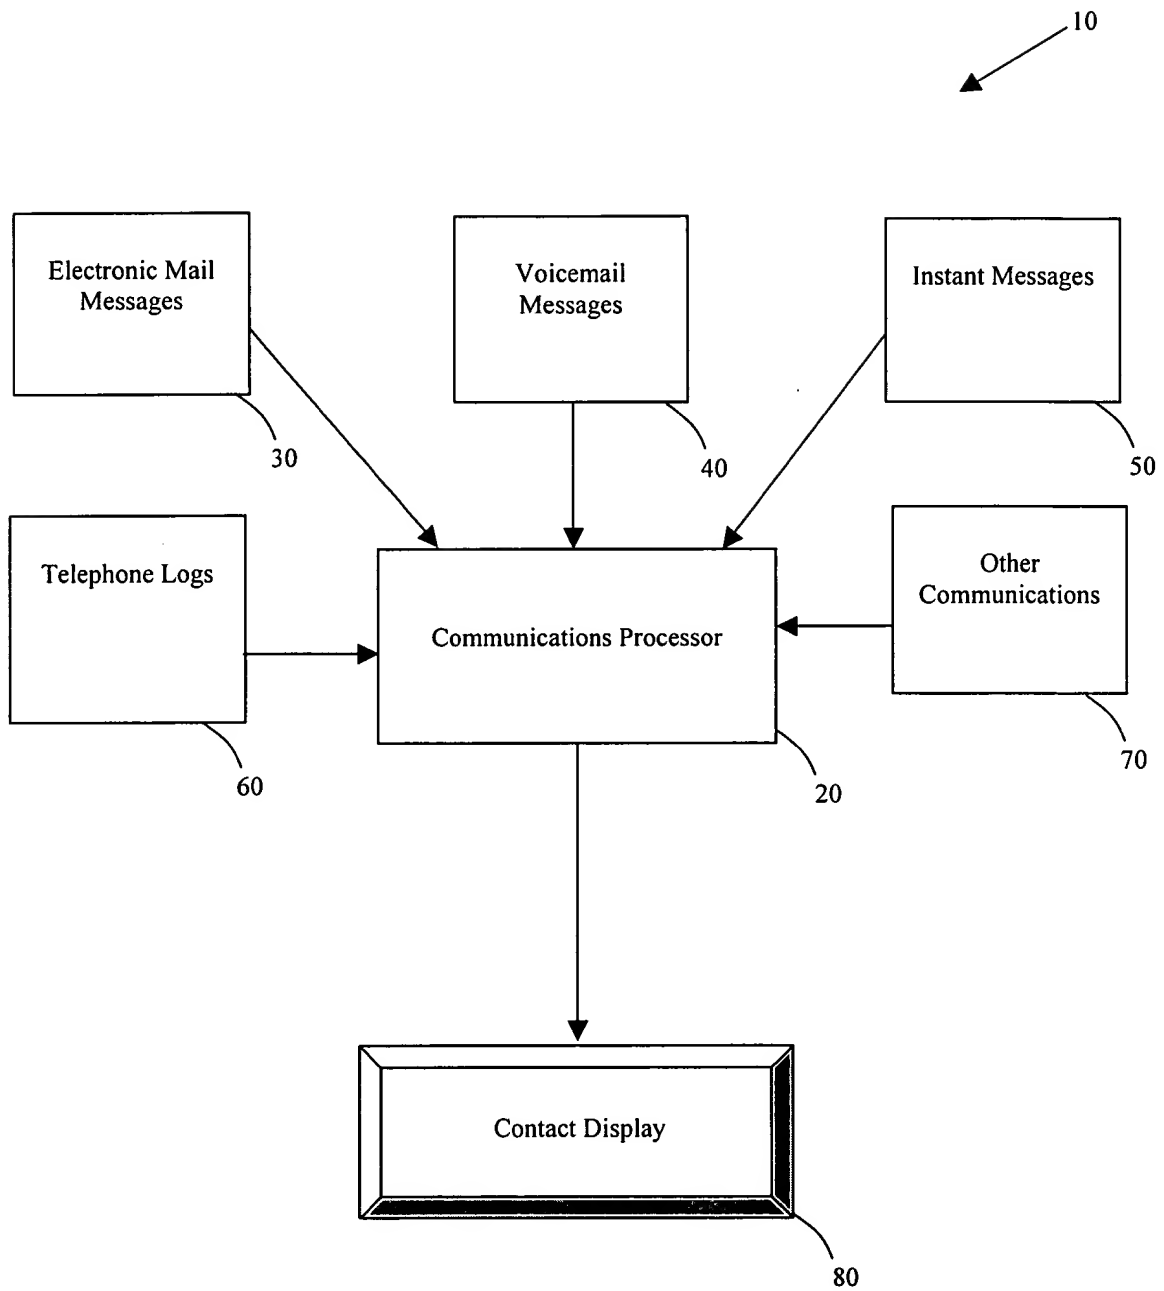 10
Electronic Mail
Messages
Voicemail
Messages
Instant Messages
30
40
50
Telephone Logs
Communications Processor
Other
Communications
60
20
70
Contact Display
80